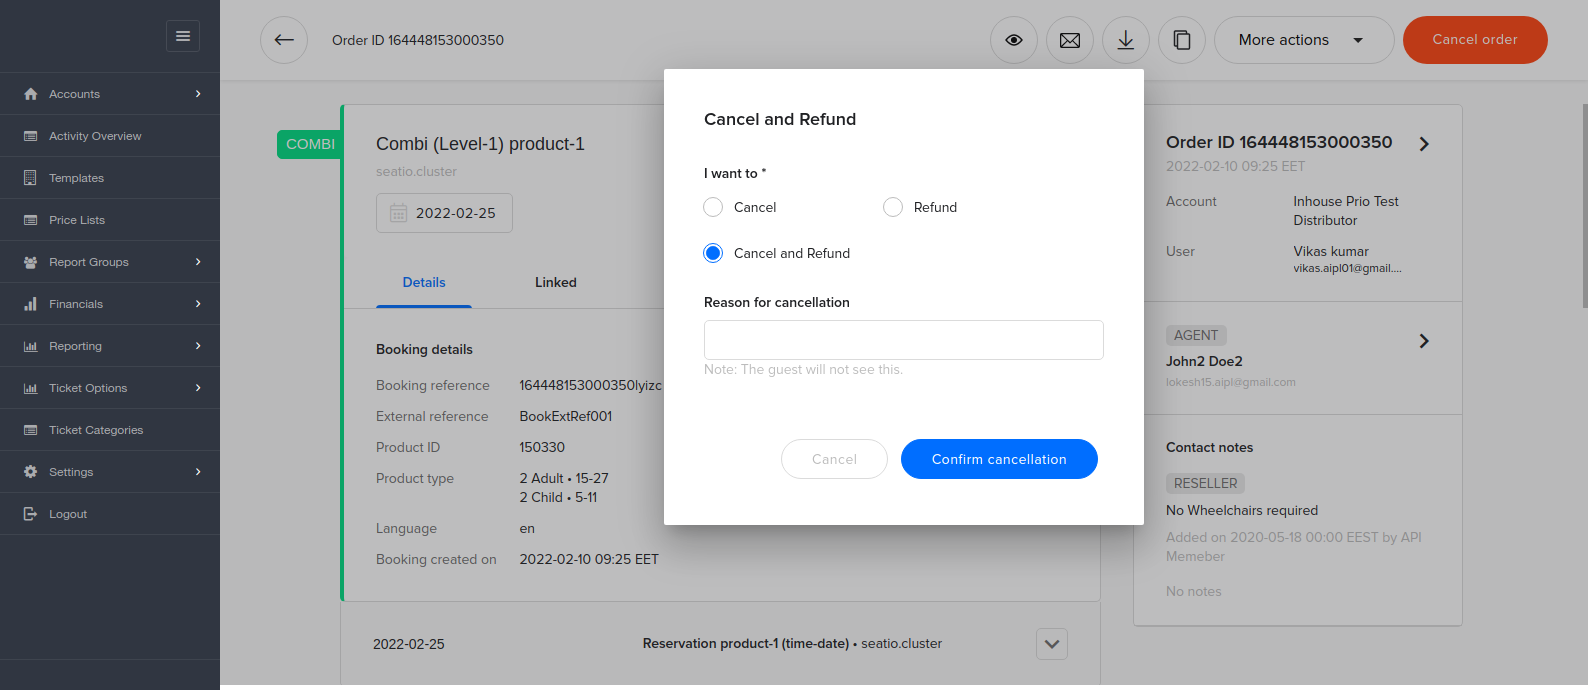 Accounts
Activity Overview
Templates
Price Lists
Report Groups
Financials
Reporting
Ticket Options
Ticket Categories
Settings
Logout
Order ID 164448153000350
More actions
Cancel order
COMBI
Combi (Level-1) product-1
seatio.cluster
2022-02-25
Details
Linked
Booking details
Booking reference 164448153000350lyizc
External reference BookExtRef001
Product ID 150330
Product type 2 Adult • 15-27
2 Child • 5-11
Language en
Booking created on 2022-02-10 09:25 EET
2022-02-25 Reservation product-1 (time-date) • seatio.cluster
Cancel and Refund
I want to *
Cancel
Refund
Cancel and Refund
Reason for cancellation
Note: The guest will not see this.
Cancel
Confirm cancellation
Order ID 164448153000350
2022-02-10 09:25 EET
Account Inhouse Prio Test
Distributor
User Vikas kumar
vikas.aipl01@gmail....
AGENT
John2 Doe2
lokesh15.aipl@gmail.com
Contact notes
RESELLER
No Wheelchairs required
Added on 2020-05-18 00:00 EEST by API
Memeber
No notes